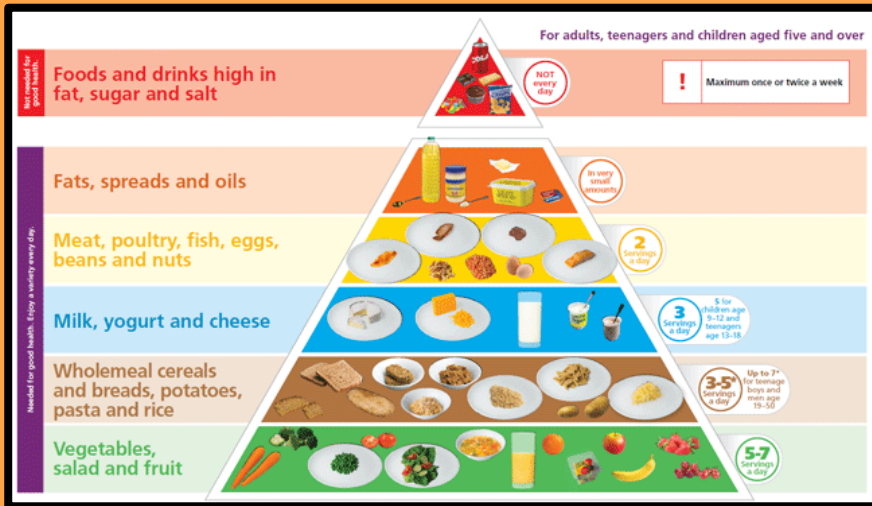 For adults, teenagers and children aged five and over
Not needed for
good health.
Foods and drinks high in
fat, sugar and salt
NOT
every
day
!
Maximum once or twice a week
Needed for good health. Enjoy a variety every day.
Fats, spreads and oils
In very
small
amounts
Meat, poultry, fish, eggs,
beans and nuts
2
Servings
a day
Milk, yogurt and cheese
3
Servings
a day
5 for
children age
9–12 and
teenagers
age 13–18
Wholemeal cereals
and breads, potatoes,
pasta and rice
3-5*
Servings
a day
Up to 7*
for teenage
boys and
men age
19–50
Vegetables,
salad and fruit
5-7
Servings
a day